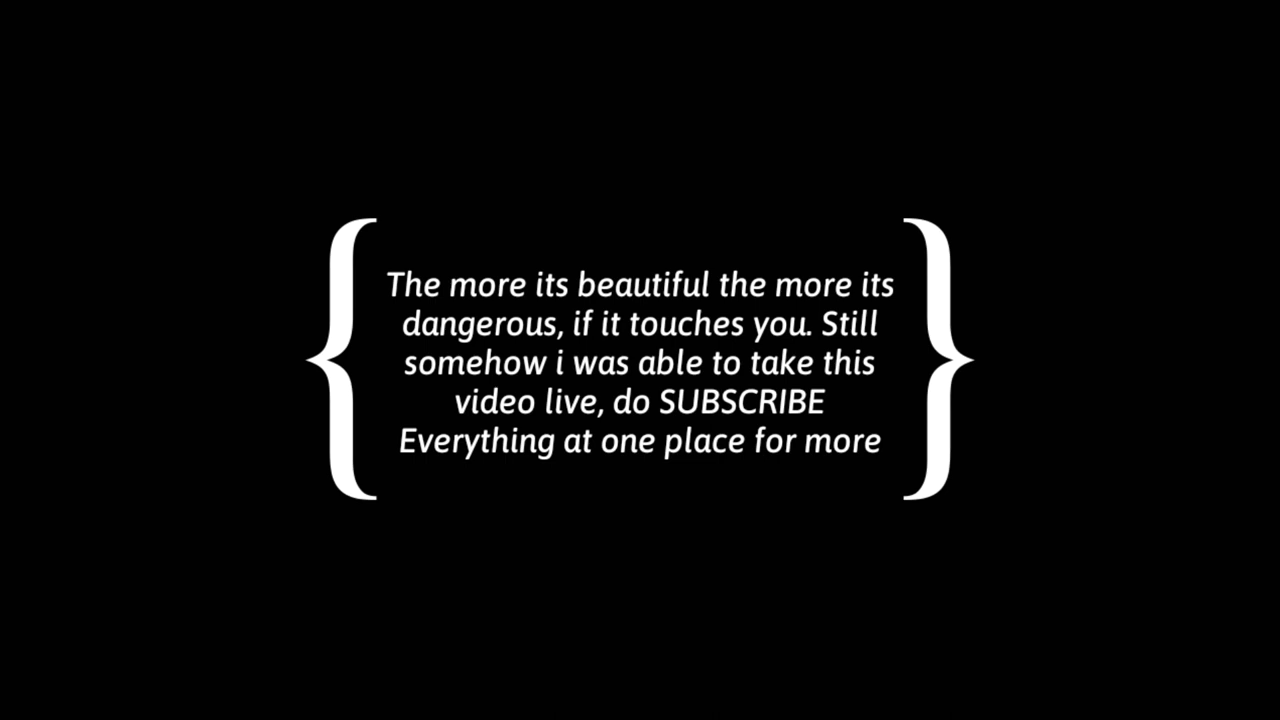 The more its beautiful the more its
dangerous, if it touches you. Still
somehow i was able to take this
video live, do SUBSCRIBE
Everything at one place for more